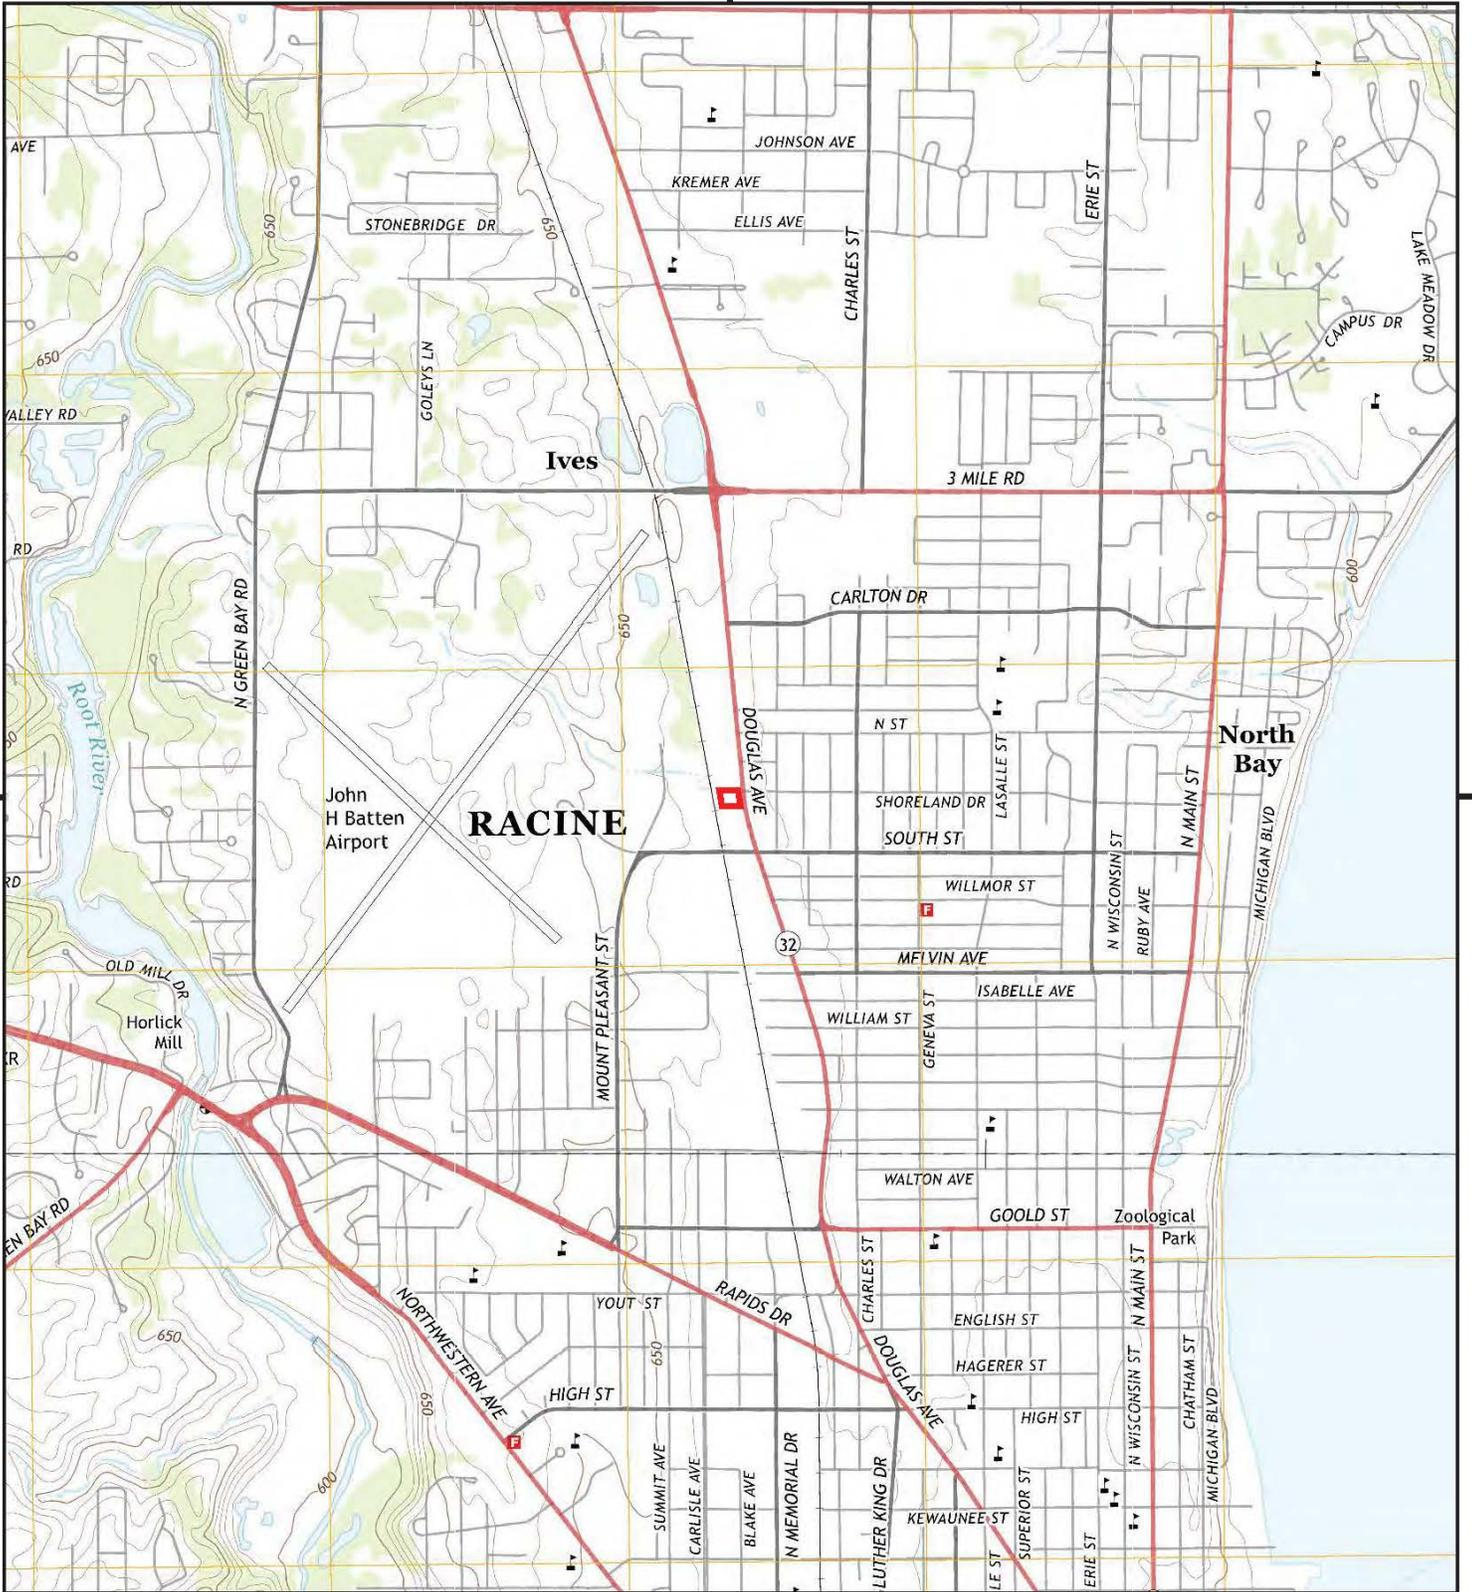 AVE
JOHNSON AVE
KREMER AVE
ERIE ST
650
STONEBRIDGE DR
650
ELLIS AVE
CHARLES ST
LAKE MEADOW DR
CAMPUS DR
650
GOLEYS LN
VALLEY RD
Ives
3 MILE RD
RD
N GREEN BAY RD
650
CARLTON DR
600
Root River
DOUGLAS AVE
N ST
LASALLE ST
North
Bay
N MAIN ST
John
H Batten
Airport
RACINE
SHORELAND DR
SOUTH ST
MICHIGAN BLVD
RD
WILLMOR ST
N WISCONSIN ST
RUBY AVE
F
32
MELVIN AVE
OLD MILL DR
MOUNT PLEASANT ST
ISABELLE AVE
Horlick
Mill
WILLIAM ST
GENEVA ST
WALTON AVE
EN BAY RD
GOOLD ST
Zoological
Park
CHARLES ST
N MAIN ST
NORTHWESTERN AVE
YOUT ST
RAPIDS DR
ENGLISH ST
650
650
DOUGLAS AVE
HAGERER ST
N WISCONSIN ST
CHATHAM ST
MICHIGAN BLVD
650
HIGH ST
HIGH ST
F
600
SUMMIT AVE
CARLISLE AVE
BLAKE AVE
N MEMORIAL DR
LUTHER KING DR
KEWAUNEE ST
SUPERIOR ST
LE ST
ERIE ST